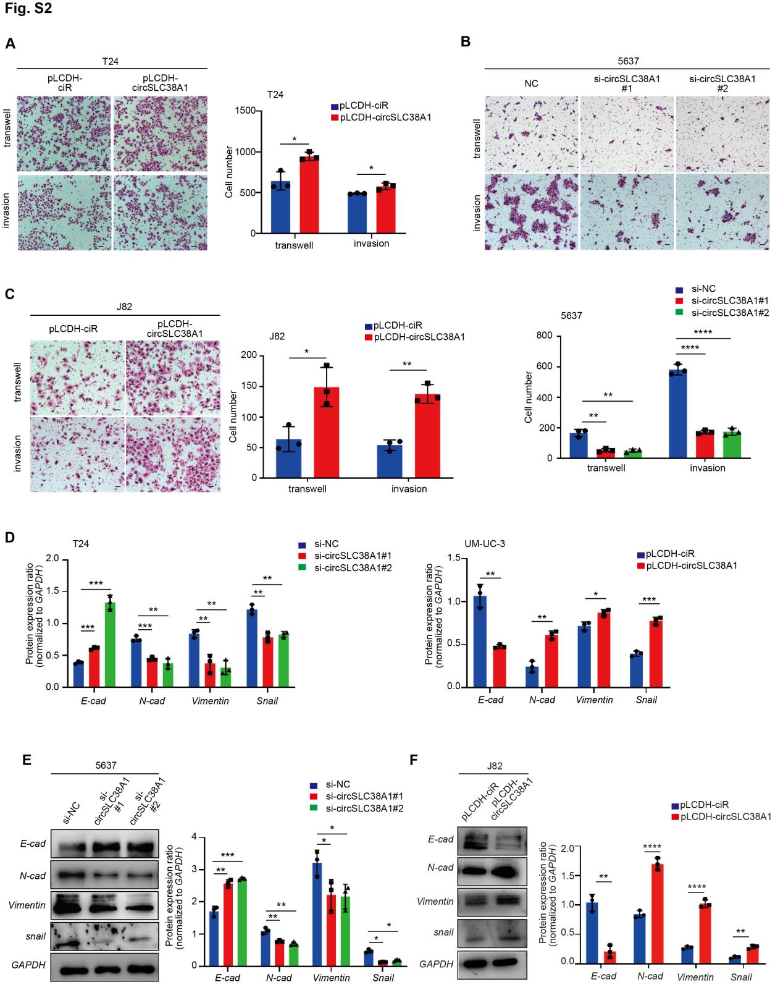 Fig. S2
A
T24
pLCDH-
ciR
pLCDH-
circSLC38A1
transwell
invasion
T24
pLCDH-ciR
pLCDH-circSLC38A1
Cell number
1500
1000
500
0
*
*
transwell
invasion
B
5637
NC
si-circSLC38A1
#1
si-circSLC38A1
#2
transwell
invasion
si-NC
si-circSLC38A1#1
si-circSLC38A1#2
5637
Cell number
800
600
400
200
0
**
**
****
****
transwell
invasion
C
J82
pLCDH-ciR
pLCDH-
circSLC38A1
transwell
invasion
J82
pLCDH-ciR
pLCDH-circSLC38A1
Cell number
200
150
100
50
0
*
**
transwell
invasion
D
T24
si-NC
si-circSLC38A1#1
si-circSLC38A1#2
Protein expression ratio
(normalized to GAPDH)
2.0
1.5
1.0
0.5
0.0
***
***
**
***
**
**
**
**
E-cad
N-cad
Vimentin
Snail
UM-UC-3
pLCDH-ciR
pLCDH-circSLC38A1
Protein expression ratio
(normalized to GAPDH)
1.5
1.0
0.5
0.0
**
**
*
***
E-cad
N-cad
Vimentin
Snail
E
5637
si-NC
si-
circSLC38A1
#1
si-
circSLC38A1
#2
E-cad
N-cad
Vimentin
snail
GAPDH
si-NC
si-circSLC38A1#1
si-circSLC38A1#2
Protein expression ratio
(normalized to GAPDH)
4
3
2
1
0
***
**
**
**
*
*
*
*
E-cad
N-cad
Vimentin
Snail
F
J82
pLCDH-ciR
pLCDH-
circSLC38A1
E-cad
N-cad
Vimentin
snail
GAPDH
pLCDH-ciR
pLCDH-circSLC38A1
Protein expression ratio
(normalized to GAPDH)
2.0
1.5
1.0
0.5
0.0
**
****
****
**
E-cad
N-cad
Vimentin
Snail